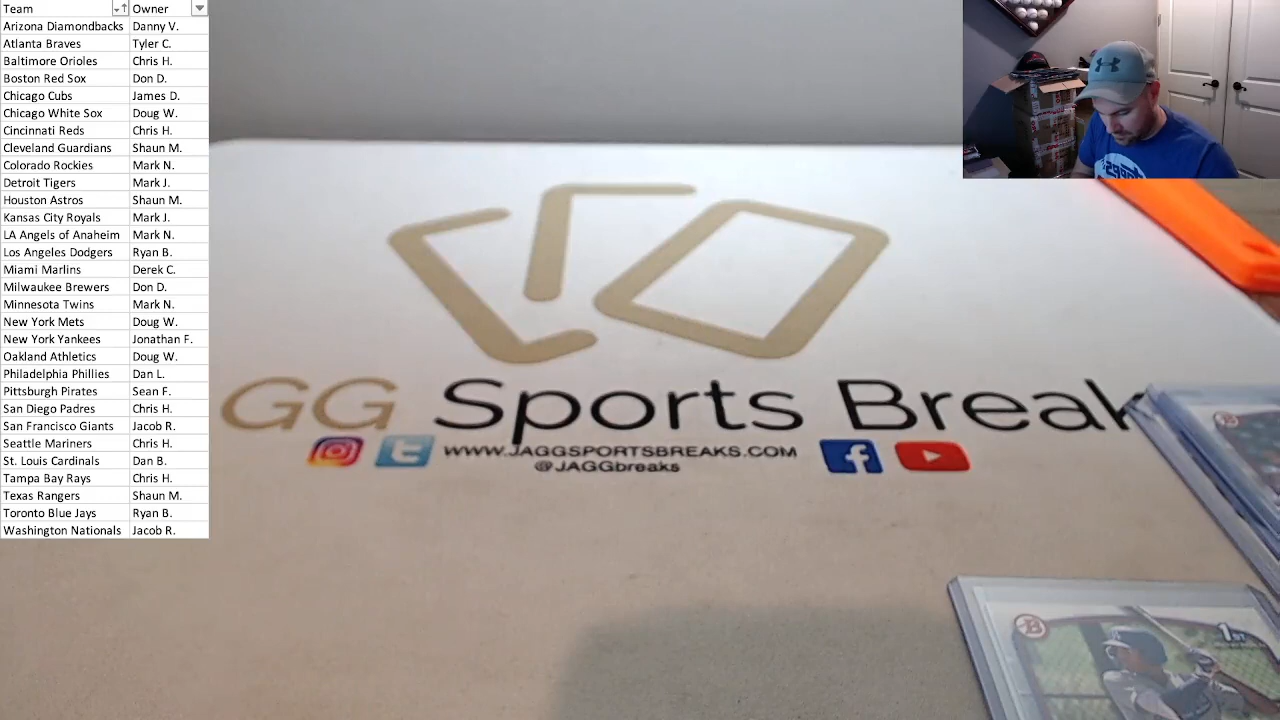 Team Owner
Arizona Diamondbacks Danny V.
Atlanta Braves Tyler C.
Baltimore Orioles Chris H.
Boston Red Sox Don D.
Chicago Cubs James D.
Chicago White Sox Doug W.
Cincinnati Reds Chris H.
Cleveland Guardians Shaun M.
Colorado Rockies Mark N.
Detroit Tigers Mark J.
Houston Astros Shaun M.
Kansas City Royals Mark J.
LA Angels of Anaheim Mark N.
Los Angeles Dodgers Ryan B.
Miami Marlins Derek C.
Milwaukee Brewers Don D.
Minnesota Twins Mark N.
New York Mets Doug W.
New York Yankees Jonathan F.
Oakland Athletics Doug W.
Philadelphia Phillies Dan L.
Pittsburgh Pirates Sean F.
San Diego Padres Chris H.
San Francisco Giants Jacob R.
Seattle Mariners Chris H.
St. Louis Cardinals Dan B.
Tampa Bay Rays Chris H.
Texas Rangers Shaun M.
Toronto Blue Jays Ryan B.
Washington Nationals Jacob R.
GG Sports Break
WWW.JAGGSPORTSBREAKS.COM
@JAGGbreaks
B
B
1ST